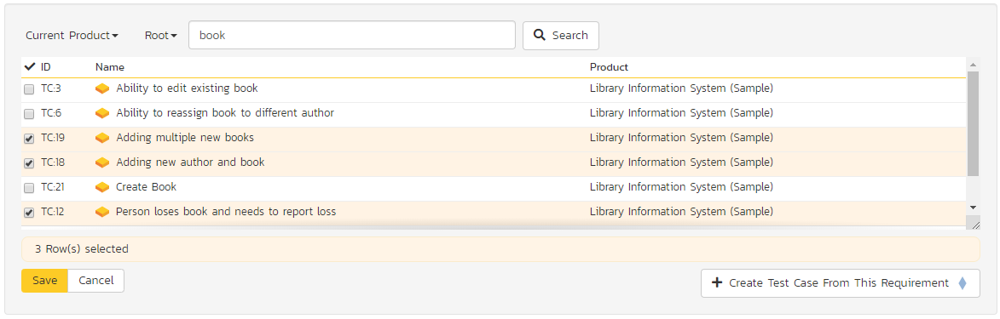 Current Product Root book Search
ID Name Product
TC:3 Ability to edit existing book Library Information System (Sample)
TC:6 Ability to reassign book to different author Library Information System (Sample)
TC:19 Adding multiple new books Library Information System (Sample)
TC:18 Adding new author and book Library Information System (Sample)
TC:21 Create Book Library Information System (Sample)
TC:12 Person loses book and needs to report loss Library Information System (Sample)
3 Row(s) selected
Save Cancel Create Test Case From This Requirement